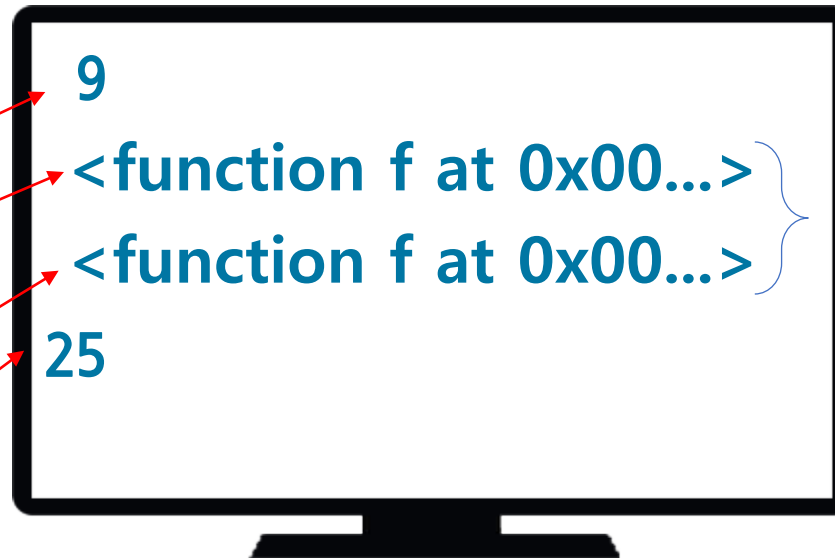 9
<function f at 0x00...>
<function f at 0x00...>
25